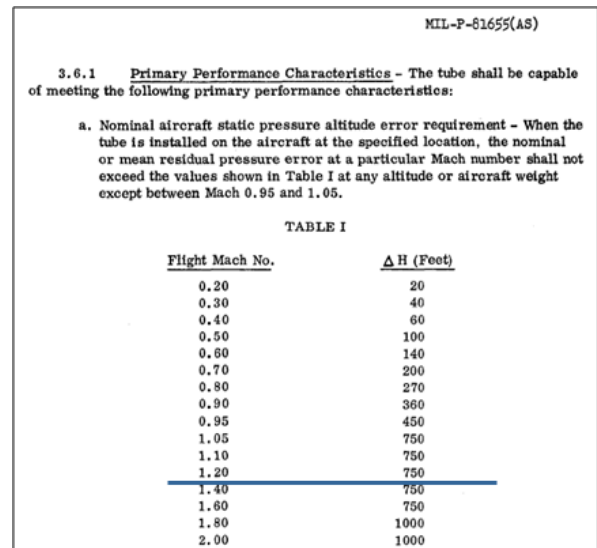 MIL-P-81655(AS)
3.6.1 Primary Performance Characteristics - The tube shall be capable
of meeting the following primary performance characteristics:
a. Nominal aircraft static pressure altitude error requirement - When the
tube is installed on the aircraft at the specified location, the nominal
or mean residual pressure error at a particular Mach number shall not
exceed the values shown in Table I at any altitude or aircraft weight
except between Mach 0.95 and 1.05.
TABLE I
Flight Mach No. Δ H (Feet)
0.20 20
0.30 40
0.40 60
0.50 100
0.60 140
0.70 200
0.80 270
0.90 360
0.95 450
1.05 750
1.10 750
1.20 750
1.40 750
1.60 750
1.80 1000
2.00 1000